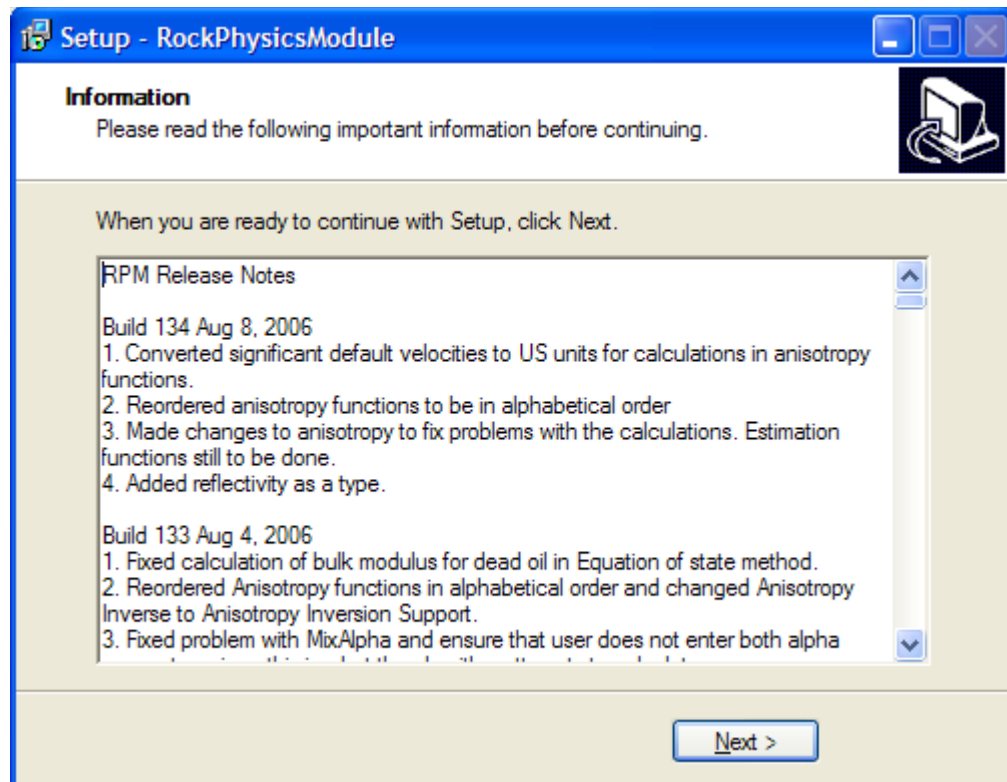 Setup - RockPhysicsModule
Information
Please read the following important information before continuing.
When you are ready to continue with Setup, click Next.
RPM Release Notes
Build 134 Aug 8, 2006
1. Converted significant default velocities to US units for calculations in anisotropy
functions.
2. Reordered anisotropy functions to be in alphabetical order
3. Made changes to anisotropy to fix problems with the calculations. Estimation
functions still to be done.
4. Added reflectivity as a type.
Build 133 Aug 4, 2006
1. Fixed calculation of bulk modulus for dead oil in Equation of state method.
2. Reordered Anisotropy functions in alphabetical order and changed Anisotropy
Inverse to Anisotropy Inversion Support.
3. Fixed problem with MixAlpha and ensure that user does not enter both alpha
Next >